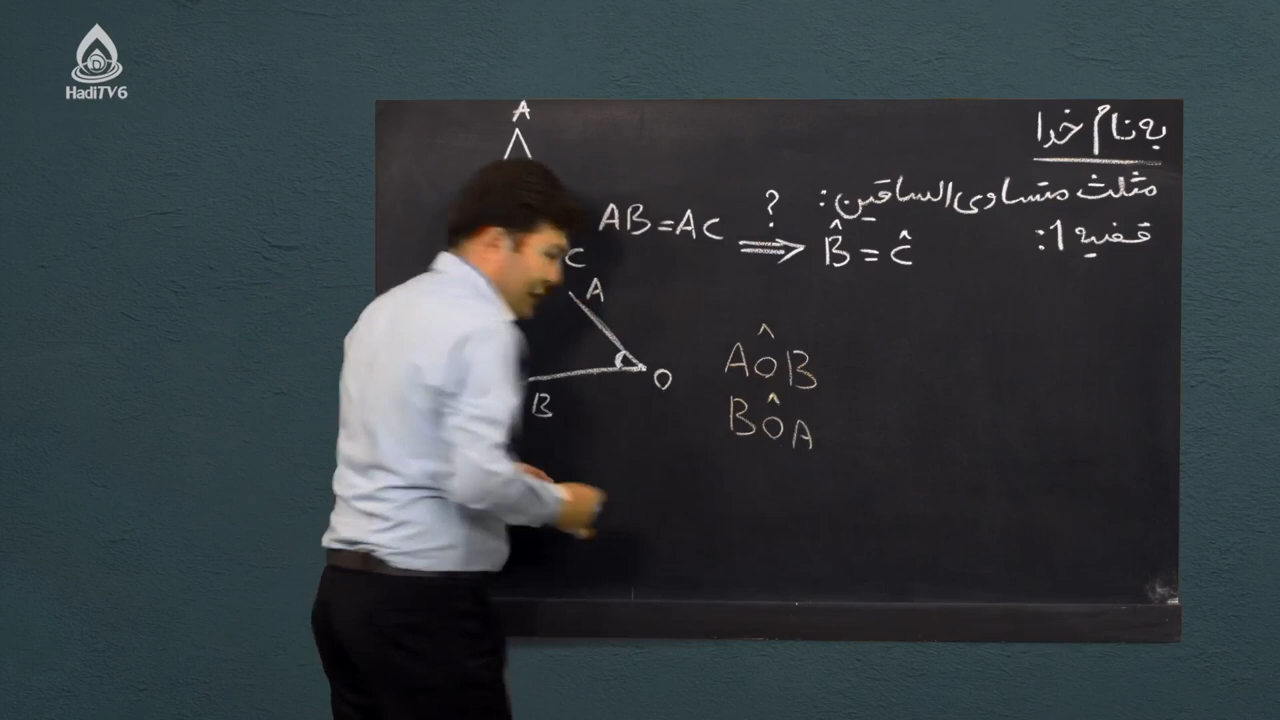 HadiTV6
به نام خدا
مثلث متساوی الساقین:
قضیه 1:
AB=AC ?⟹ B̂=Ĉ
A
C
A
O
B
AÔB
BÔA